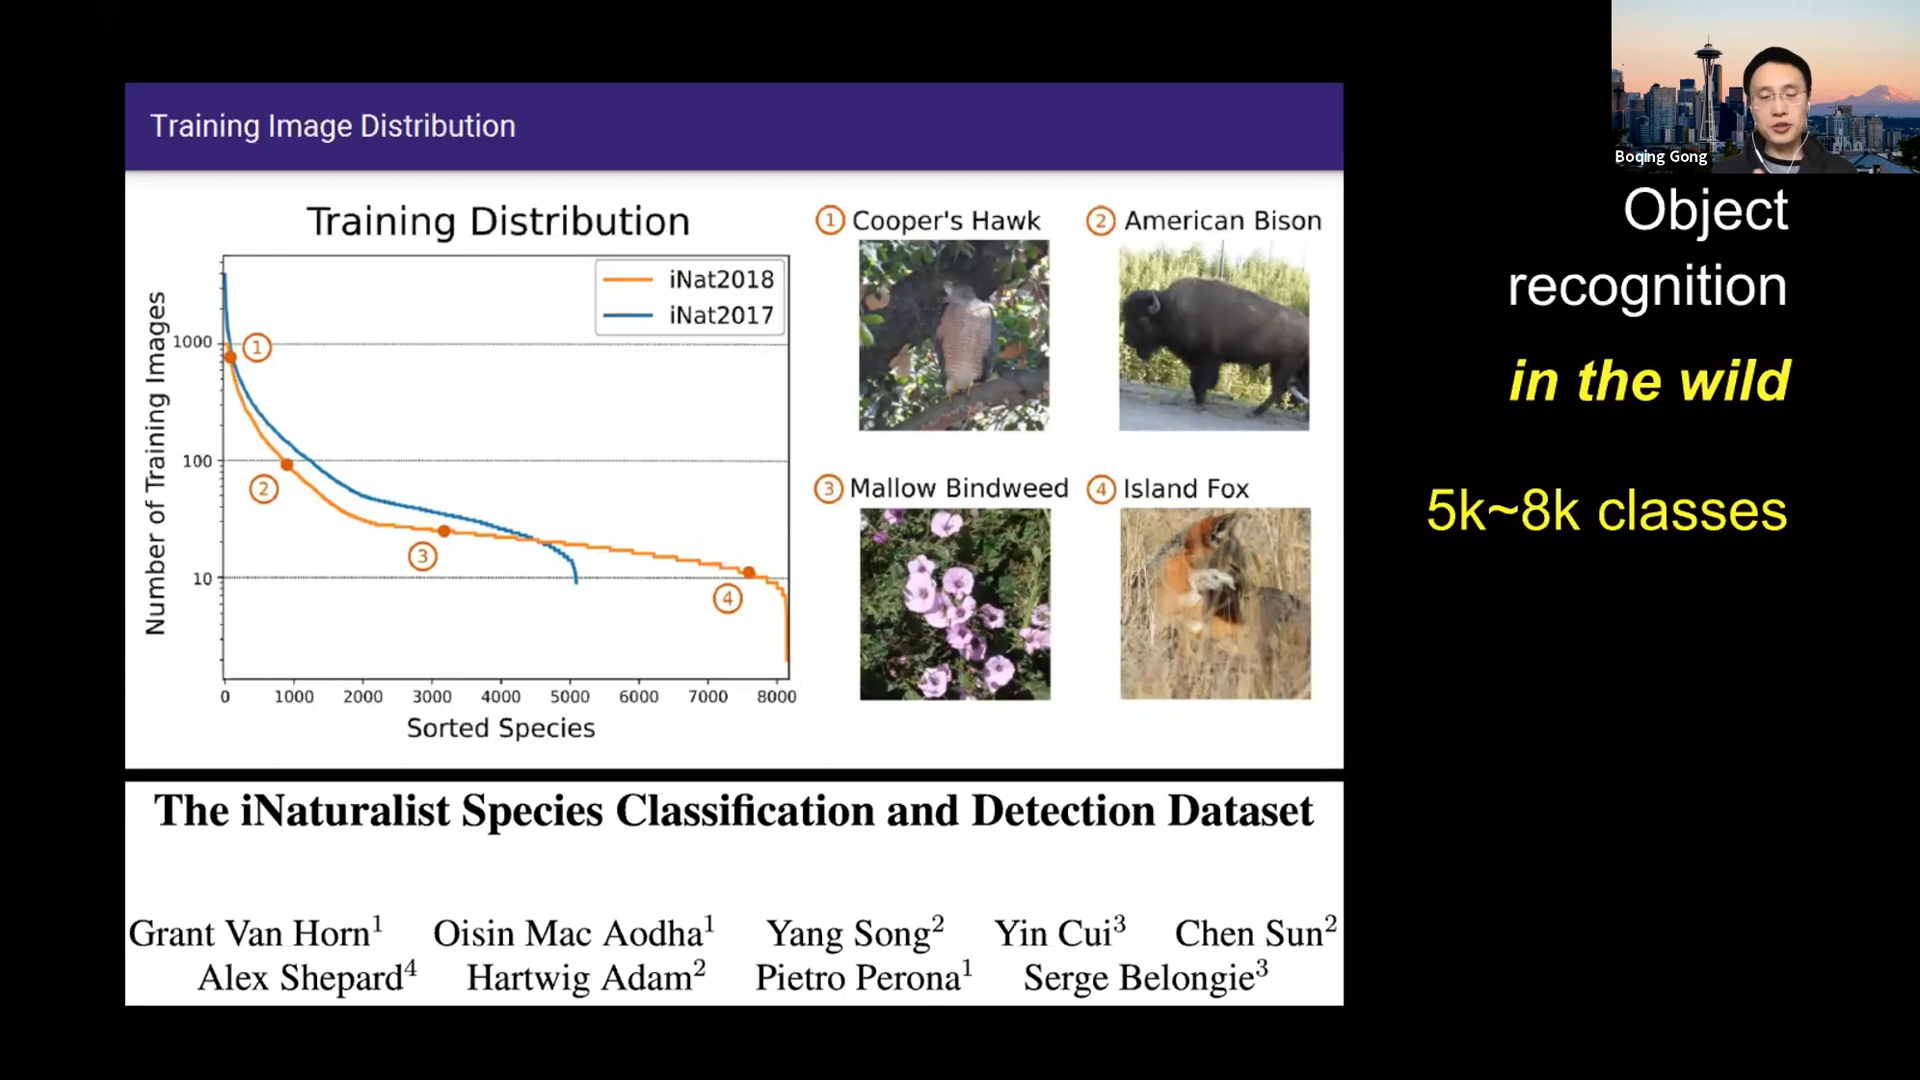 Training Image Distribution
Training Distribution
iNat2018
iNat2017
Number of Training Images
1000
100
10
1
2
3
4
0 1000 2000 3000 4000 5000 6000 7000 8000
Sorted Species
1 Cooper's Hawk
2 American Bison
3 Mallow Bindweed
4 Island Fox
The iNaturalist Species Classification and Detection Dataset
Grant Van Horn1 Oisin Mac Aodha1 Yang Song2 Yin Cui3 Chen Sun2
Alex Shepard4 Hartwig Adam2 Pietro Perona1 Serge Belongie3
Boqing Gong
Object
recognition
in the wild
5k~8k classes